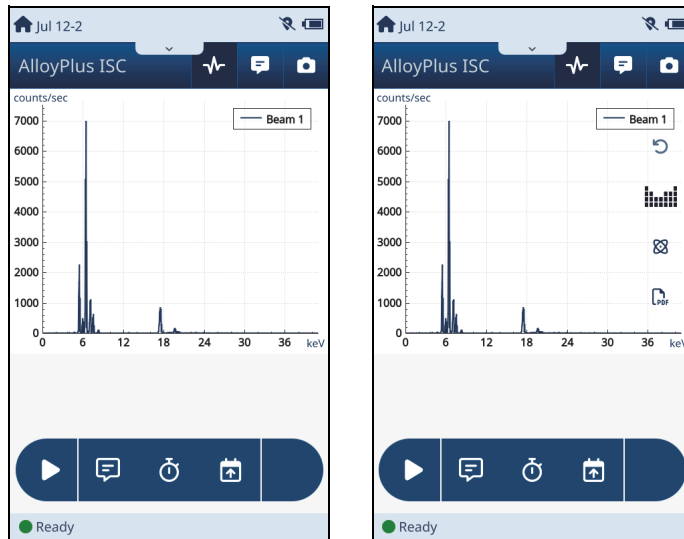 Jul 12-2
AlloyPlus ISC
counts/sec
Beam 1
7000
6000
5000
4000
3000
2000
1000
0
0 6 12 18 24 30 36 keV
Ready
Jul 12-2
AlloyPlus ISC
counts/sec
Beam 1
7000
6000
5000
4000
3000
2000
1000
0
PDF
0 6 12 18 24 30 36 keV
Ready